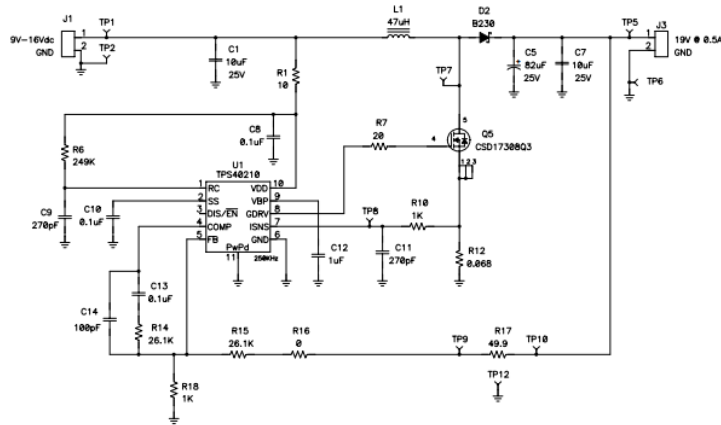 J1
9V-16Vdc
GND
1
2
TP1
TP2
C1
10uF
25V
R1
10
L1
47uH
D2
B230
C5
82uF
25V
C7
10uF
25V
TP5
J3
1
2
19V @ 0.5A
GND
TP6
TP7
C8
0.1uF
R6
249K
R7
20
4
5
Q5
CSD17308Q3
1 2 3
U1
TPS40210
1 RC VDD 10
2 SS VBP 9
3 DIS/EN GDRV 8
4 COMP ISNS 7
5 FB GND 6
PwPd
11
250KHz
C9
270pF
C10
0.1uF
TP8
R10
1K
C12
1uF
C11
270pF
R12
0.068
C13
0.1uF
C14
100pF
R14
26.1K
R15
26.1K
R16
0
TP9
R17
49.9
TP10
TP12
R18
1K